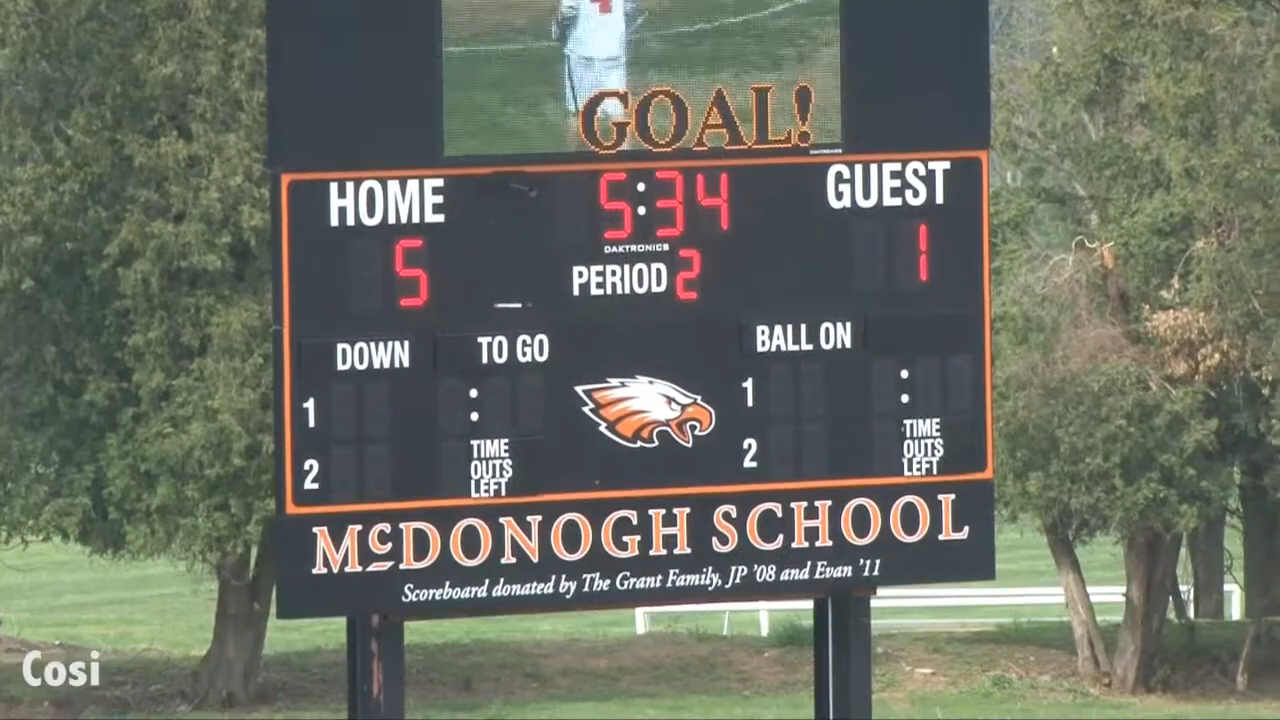 4
GOAL!
HOME 5:34 GUEST
DAKTRONICS
5 PERIOD 2 1
DOWN TO GO BALL ON
1 : 1 :
2 TIME OUTS LEFT 2 TIME OUTS LEFT
McDONOGH SCHOOL
Scoreboard donated by The Grant Family, JP '08 and Evan '11
Cosi